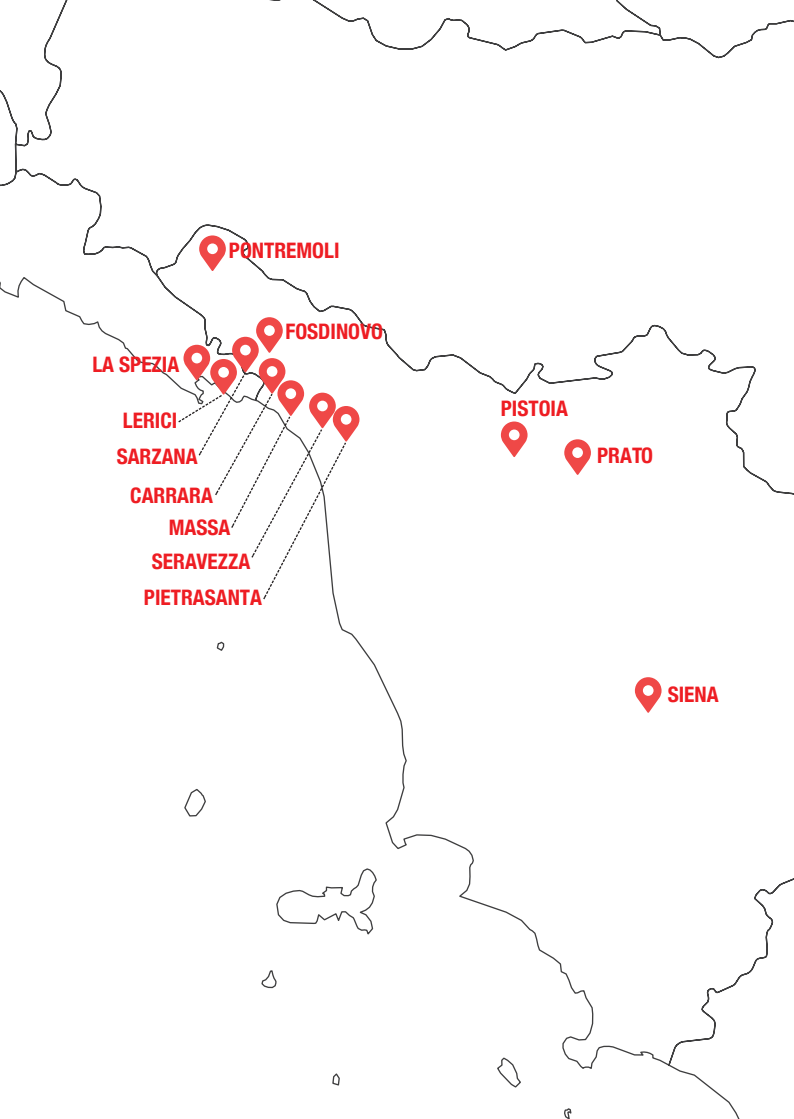 PONTREMOLI
FOSDINOVO
LA SPEZIA
LERICI
SARZANA
CARRARA
MASSA
SERAVEZZA
PIETRASANTA
PISTOIA
PRATO
SIENA